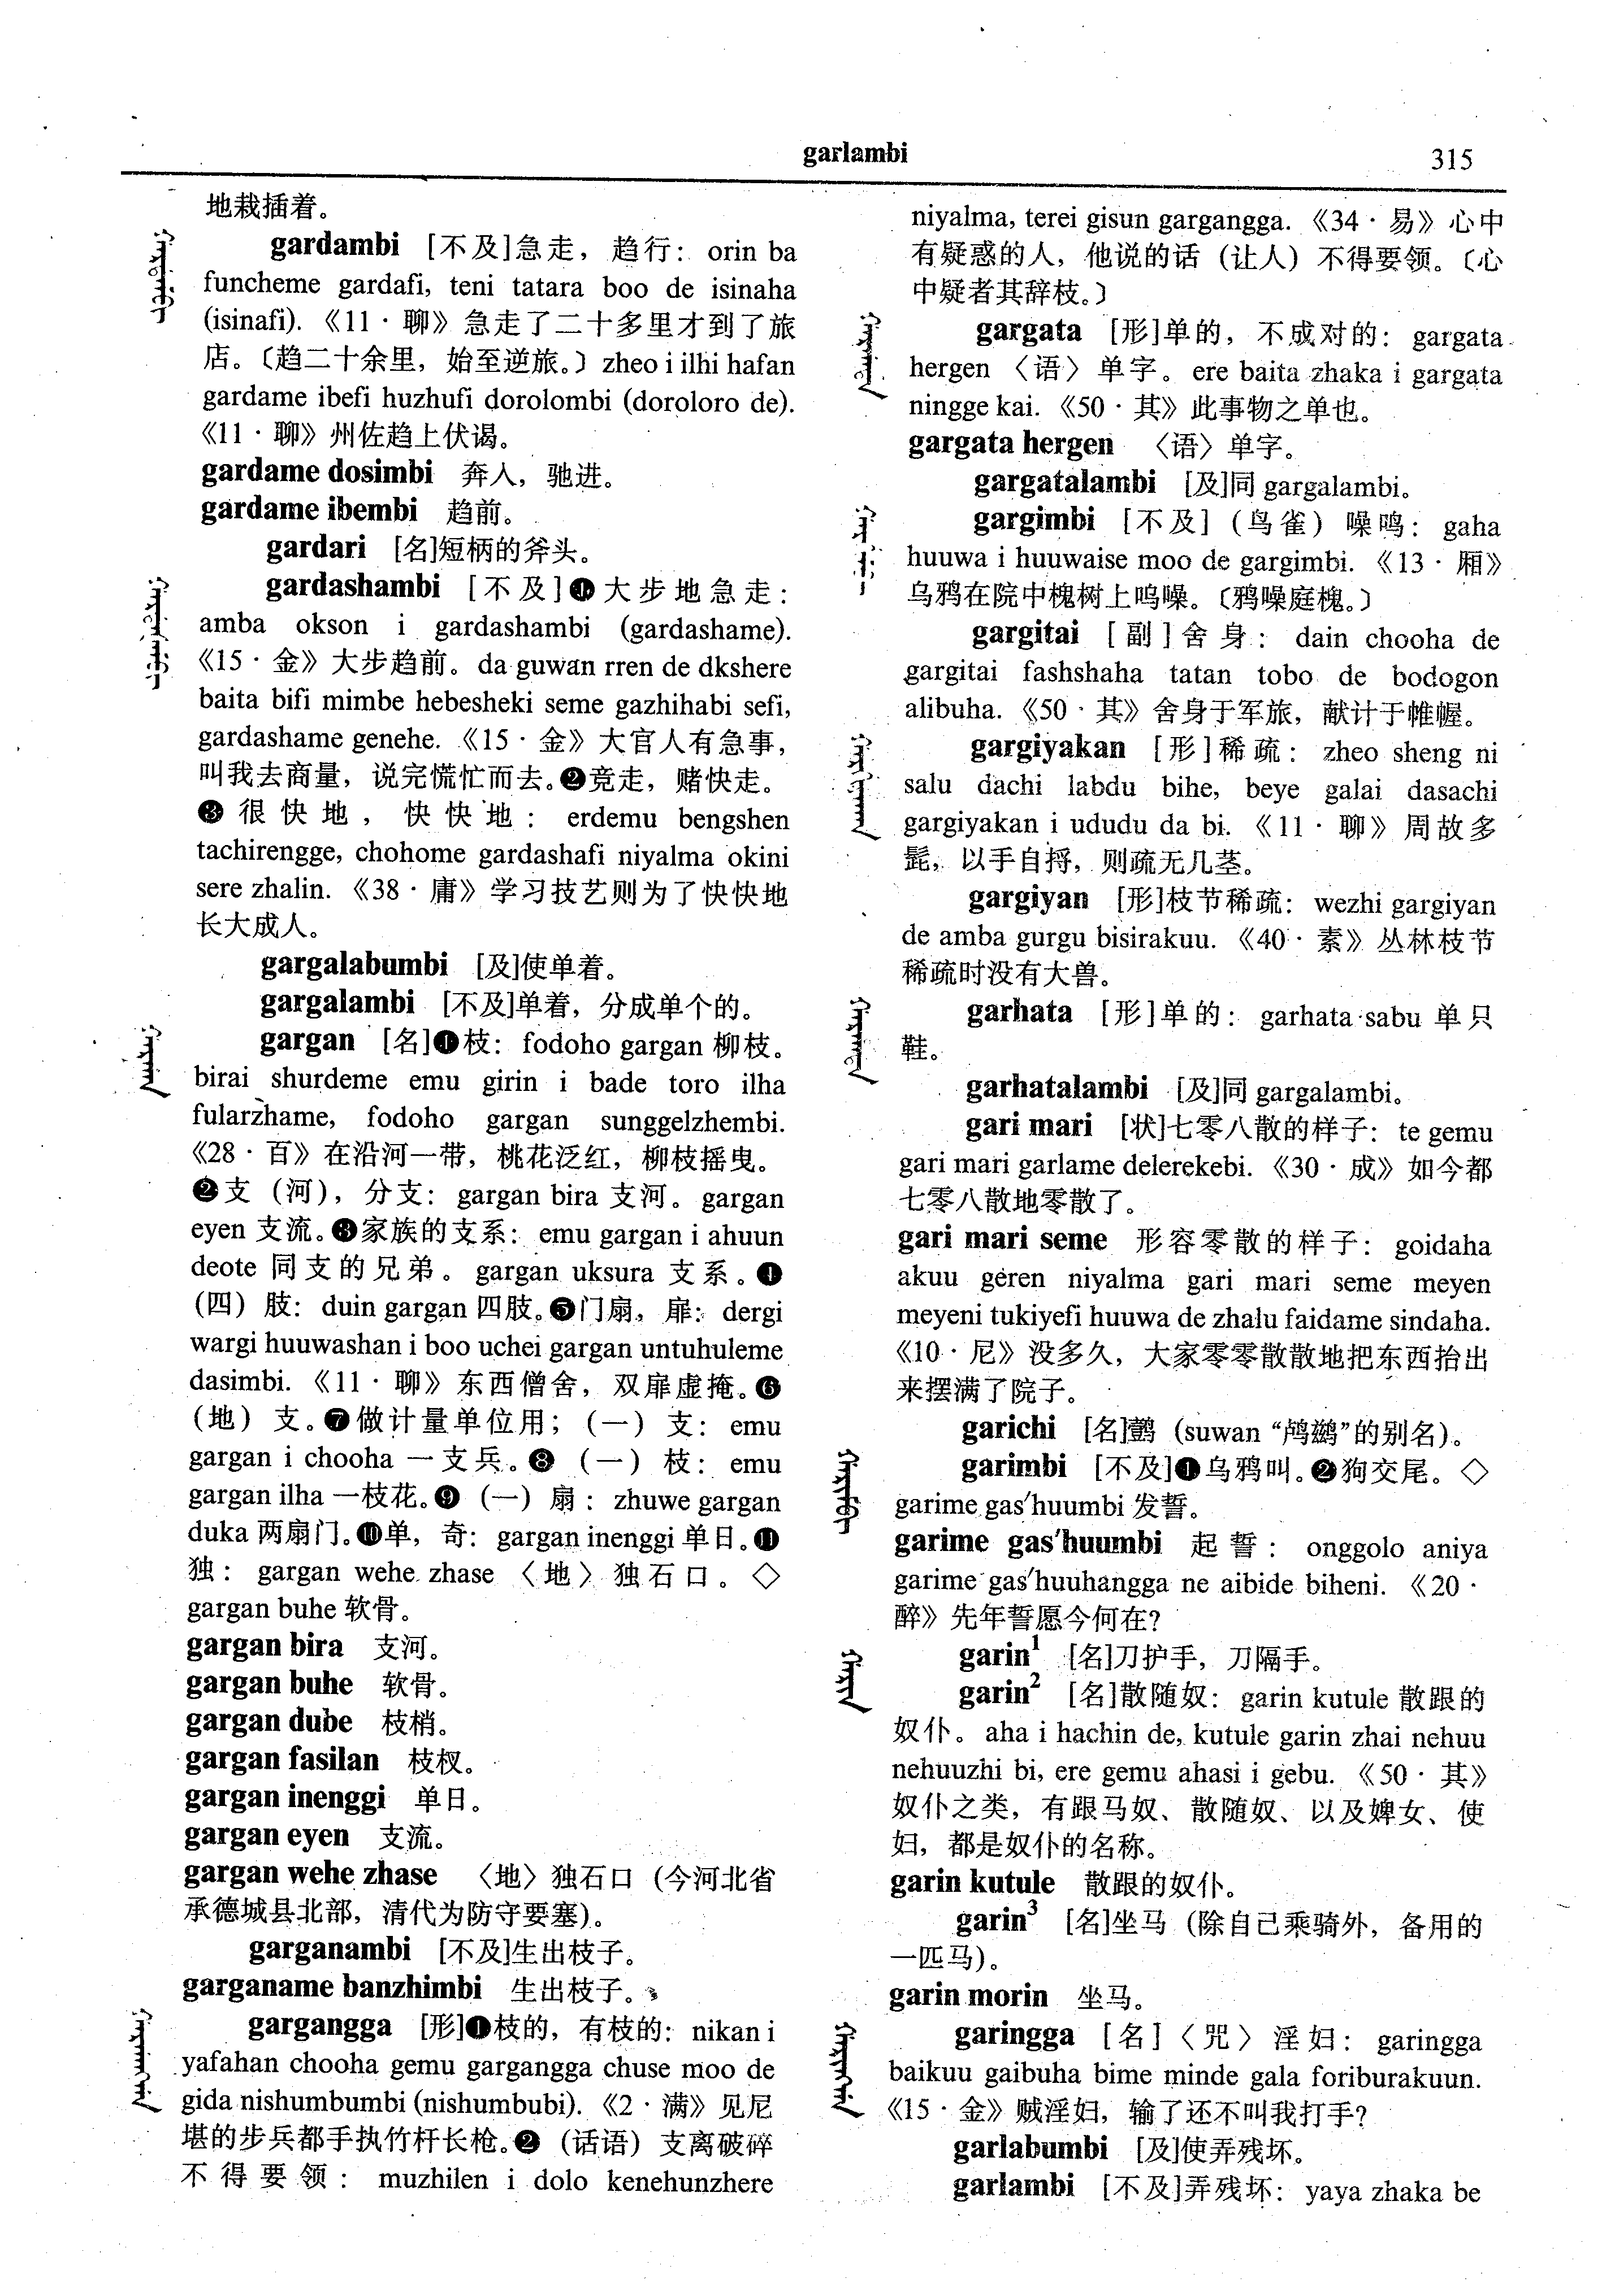 garlambi
315
地栽插着。
gardambi [不及]急走，趋行：orin ba
funcheme gardafi, teni tatara boo de isinaha
(isinafi). 《11·聊》急走了二十多里才到了旅
店。〔趋二十余里，始至逆旅。〕zheo i ilhi hafan
gardame ibefi huzhufi dorolombi (doroloro de).
《11·聊》州佐趋上伏谒。
gardame dosimbi 奔人，驰进。
gardame ibembi 趋前。
gardari [名]短柄的斧头。
gardashambi [不及]❶大步地急走：
amba okson i gardashambi (gardashame).
《15·金》大步趋前。da guwan rren de dkshere
baita bifi mimbe hebesheki seme gazhihabi sefi,
gardashame genehe. 《15·金》大官人有急事，
叫我去商量，说完慌忙而去。❷竞走，赌快走。
❸很快地，快快地：erdemu bengshen
tachirengge, chohome gardashafi niyalma okini
sere zhalin. 《38·庸》学习技艺则为了快快地
长大成人。
gargalabumbi [及]使单着。
gargalambi [不及]单着，分成单个的。
gargan [名]❶枝：fodoho gargan 柳枝。
birai shurdeme emu girin i bade toro ilha
fularzhame, fodoho gargan sunggelzhembi.
《28·百》在沿河一带，桃花泛红，柳枝摇曳。
❷支（河），分支：gargan bira 支河。gargan
eyen 支流。❸家族的支系：emu gargan i ahuun
deote 同支的兄弟。gargan uksura 支系。❹
（四）肢：duin gargan 四肢。❺门扇，扉：dergi
wargi huuwashan i boo uchei gargan untuhuleme
dasimbi. 《11·聊》东西僧舍，双扉虚掩。❻
（地）支。❼做计量单位用；（一）支：emu
gargan i chooha 一支兵。❽（一）枝：emu
gargan ilha 一枝花。❾（一）扇：zhuwe gargan
duka 两扇门。❿单，奇：gargan inenggi 单日。⓫
独：gargan wehe zhase〈地〉独石口。◇
gargan buhe 软骨。
gargan bira 支河。
gargan buhe 软骨。
gargan dube 枝梢。
gargan fasilan 枝杈。
gargan inenggi 单日。
gargan eyen 支流。
gargan wehe zhase 〈地〉独石口（今河北省
承德城县北部，清代为防守要塞）。
garganambi [不及]生出枝子。
garganame banzhimbi 生出枝子。
gargangga [形]❶枝的，有枝的：nikan i
yafahan chooha gemu gargangga chuse moo de
gida nishumbumbi (nishumbubi). 《2·满》见尼
堪的步兵都手执竹杆长枪。❷（话语）支离破碎
不得要领：muzhilen i dolo kenehunzhere
niyalma, terei gisun gargangga. 《34·易》心中
有疑惑的人，他说的话（让人）不得要领。〔心
中疑者其辞枝。〕
gargata [形]单的，不成对的：gargata
hergen〈语〉单字。ere baita zhaka i gargata
ningge kai. 《50·其》此事物之单也。
gargata hergen 〈语〉单字。
gargatalambi [及]同 gargalambi。
gargimbi [不及]（鸟雀）噪鸣：gaha
huuwa i huuwaise moo de gargimbi. 《13·厢》
乌鸦在院中槐树上鸣噪。〔鸦噪庭槐。〕
gargitai [副]舍身：dain chooha de
gargitai fashshaha tatan tobo de bodogon
alibuha. 《50·其》舍身于军旅，献计于帷幄。
gargiyakan [形]稀疏：zheo sheng ni
salu dachi labdu bihe, beye galai dasachi
gargiyakan i ududu da bi. 《11·聊》周故多
髭，以手自捋，则疏无几茎。
gargiyan [形]枝节稀疏：wezhi gargiyan
de amba gurgu bisirakuu. 《40·素》丛林枝节
稀疏时没有大兽。
garhata [形]单的：garhata sabu 单只
鞋。
garhatalambi [及]同 gargalambi。
gari mari [状]七零八散的样子：te gemu
gari mari garlame delerekebi. 《30·成》如今都
七零八散地零散了。
gari mari seme 形容零散的样子：goidaha
akuu geren niyalma gari mari seme meyen
meyeni tukiyefi huuwa de zhalu faidame sindaha.
《10·尼》没多久，大家零零散散地把东西抬出
来摆满了院子。
garichi [名]鹨（suwan “鸬鹚”的别名）。
garimbi [不及]❶乌鸦叫。❷狗交尾。◇
garime gas'huumbi 发誓。
garime gas'huumbi 起誓：onggolo aniya
garime gas'huuhangga ne aibide biheni. 《20·
醉》先年誓愿今何在？
garin¹ [名]刀护手，刀隔手。
garin² [名]散随奴：garin kutule 散跟的
奴仆。aha i hachin de, kutule garin zhai nehuu
nehuuzhi bi, ere gemu ahasi i gebu. 《50·其》
奴仆之类，有跟马奴、散随奴、以及婢女、使
妇，都是奴仆的名称。
garin kutule 散跟的奴仆。
garin³ [名]坐马（除自己乘骑外，备用的
一匹马）。
garin morin 坐马。
garingga [名]〈咒〉淫妇：garingga
baikuu gaibuha bime minde gala foriburakuun.
《15·金》贼淫妇，输了还不叫我打手？
garlabumbi [及]使弄残坏。
garlambi [不及]弄残坏：yaya zhaka be